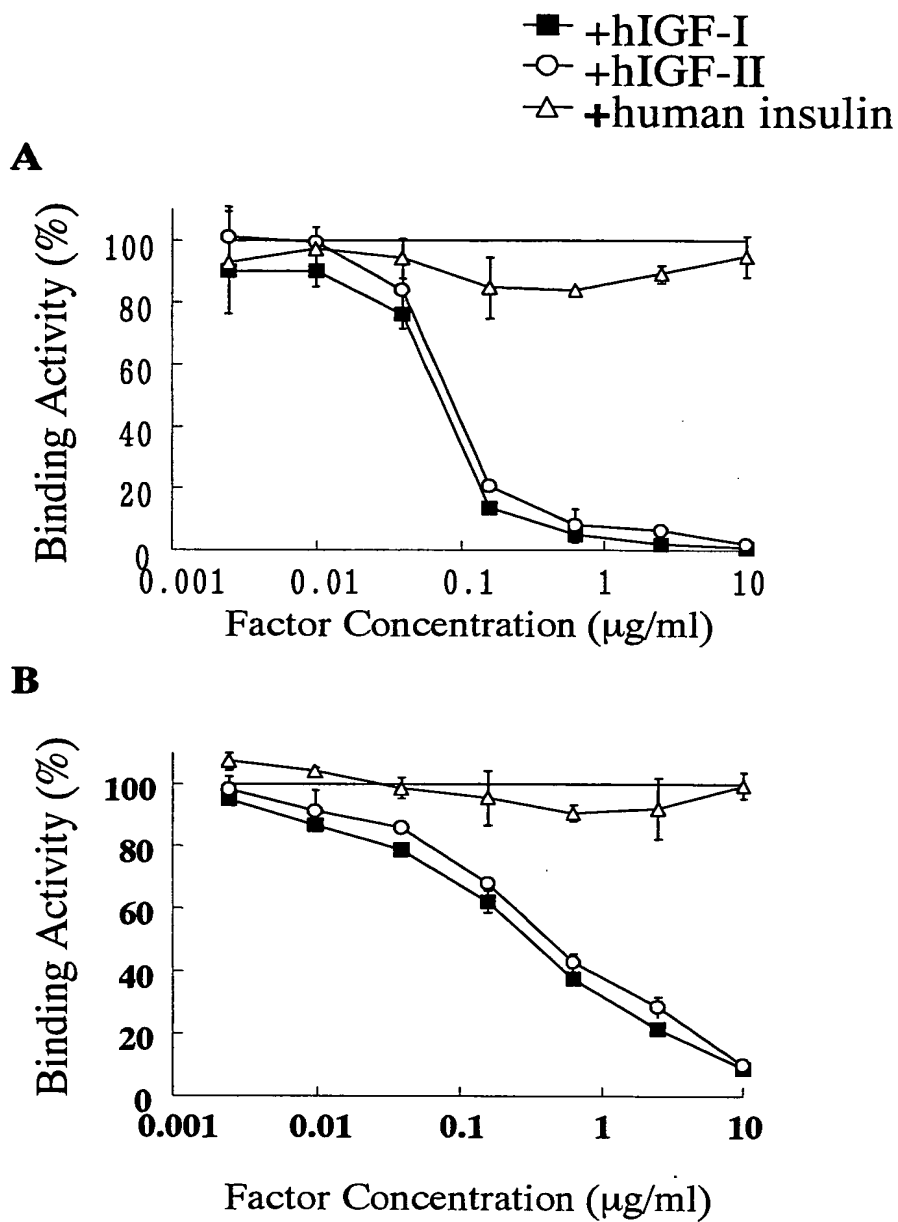 +hIGF-I
+hIGF-II
+human insulin
A
Binding Activity (%)
100
80
60
40
20
0
0.001 0.01 0.1 1 10
Factor Concentration (µg/ml)
B
Binding Activity (%)
100
80
60
40
20
0
0.001 0.01 0.1 1 10
Factor Concentration (µg/ml)